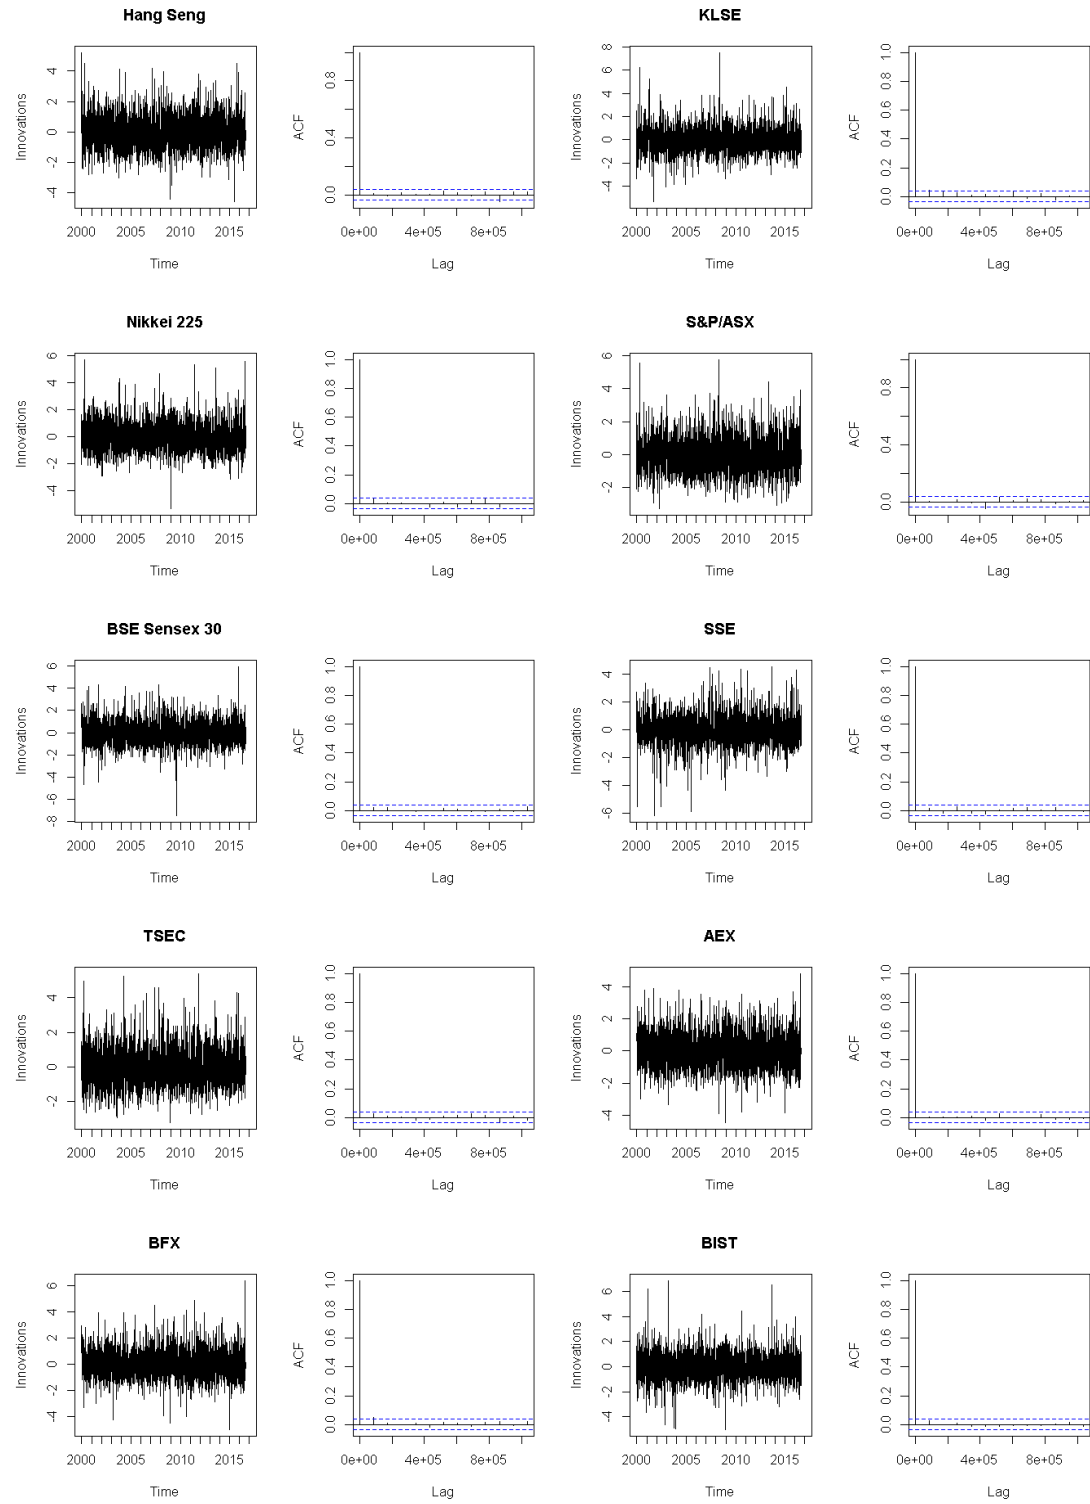 Hang Seng
Innovations
-4 -2 0 2 4
2000 2005 2010 2015
Time
ACF
0.0 0.4 0.8
Lag
KLSE
Innovations
-4 -2 0 2 4 6 8
2000 2005 2010 2015
Time
ACF
0.0 0.2 0.4 0.6 0.8 1.0
0e+00 4e+05 8e+05
Lag
0e+00 4e+05 8e+05
Nikkei 225
Innovations
-4 -2 0 2 4 6
2000 2005 2010 2015
Time
ACF
0.0 0.2 0.4 0.6 0.8 1.0
0e+00 4e+05 8e+05
Lag
S&P/ASX
Innovations
-2 0 2 4 6
2000 2005 2010 2015
Time
ACF
0.0 0.4 0.8
0e+00 4e+05 8e+05
Lag
BSE Sensex 30
Innovations
-8 -6 -4 -2 0 2 4 6
2000 2005 2010 2015
Time
ACF
0.0 0.2 0.4 0.6 0.8 1.0
0e+00 4e+05 8e+05
Lag
SSE
Innovations
-6 -4 -2 0 2 4
2000 2005 2010 2015
Time
ACF
0.0 0.2 0.4 0.6 0.8 1.0
0e+00 4e+05 8e+05
Lag
TSEC
Innovations
-2 0 2 4
2000 2005 2010 2015
Time
ACF
0.0 0.2 0.4 0.6 0.8 1.0
0e+00 4e+05 8e+05
Lag
AEX
Innovations
-4 -2 0 2 4
2000 2005 2010 2015
Time
ACF
0.0 0.2 0.4 0.6 0.8 1.0
0e+00 4e+05 8e+05
Lag
BFX
Innovations
-4 -2 0 2 4 6
2000 2005 2010 2015
Time
ACF
0.0 0.2 0.4 0.6 0.8 1.0
0e+00 4e+05 8e+05
Lag
BIST
Innovations
-4 -2 0 2 4 6
2000 2005 2010 2015
Time
ACF
0.0 0.2 0.4 0.6 0.8 1.0
0e+00 4e+05 8e+05
Lag